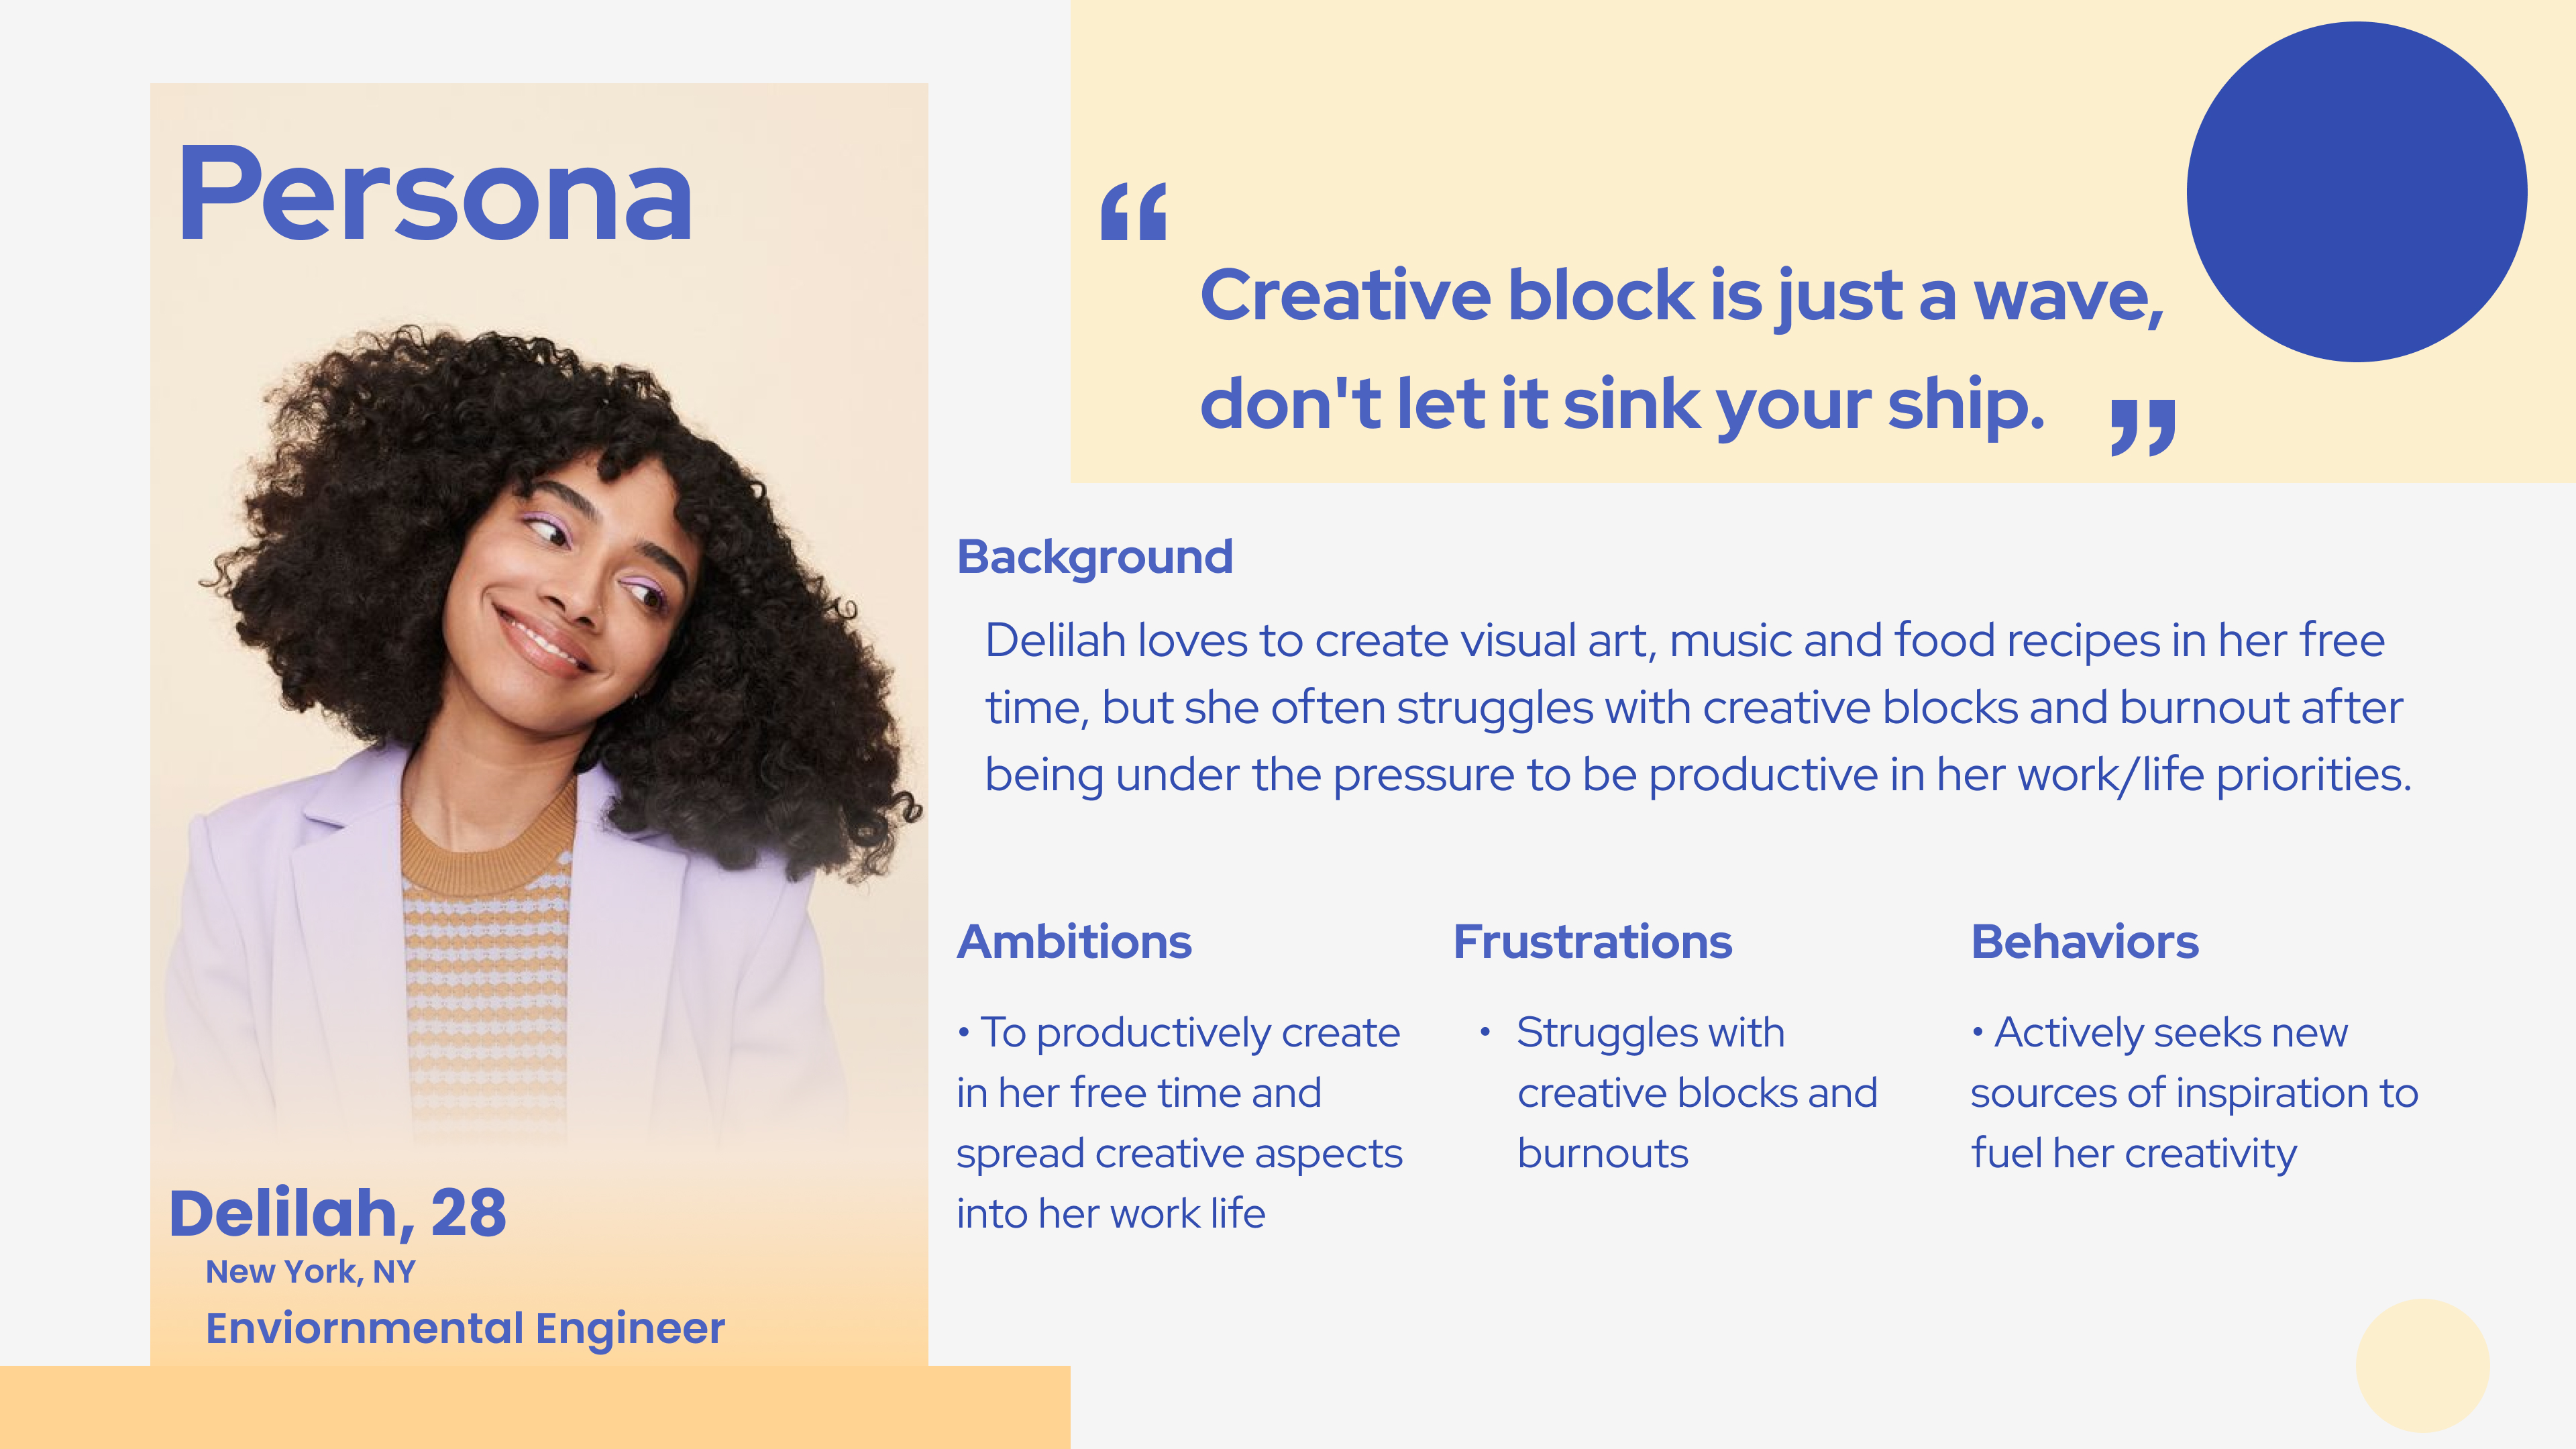 Persona
“
Creative block is just a wave,
don't let it sink your ship.
”
Background
Delilah loves to create visual art, music and food recipes in her free
time, but she often struggles with creative blocks and burnout after
being under the pressure to be productive in her work/life priorities.
Ambitions
• To productively create
in her free time and
spread creative aspects
into her work life
Frustrations
• Struggles with
creative blocks and
burnouts
Behaviors
• Actively seeks new
sources of inspiration to
fuel her creativity
Delilah, 28
New York, NY
Enviornmental Engineer